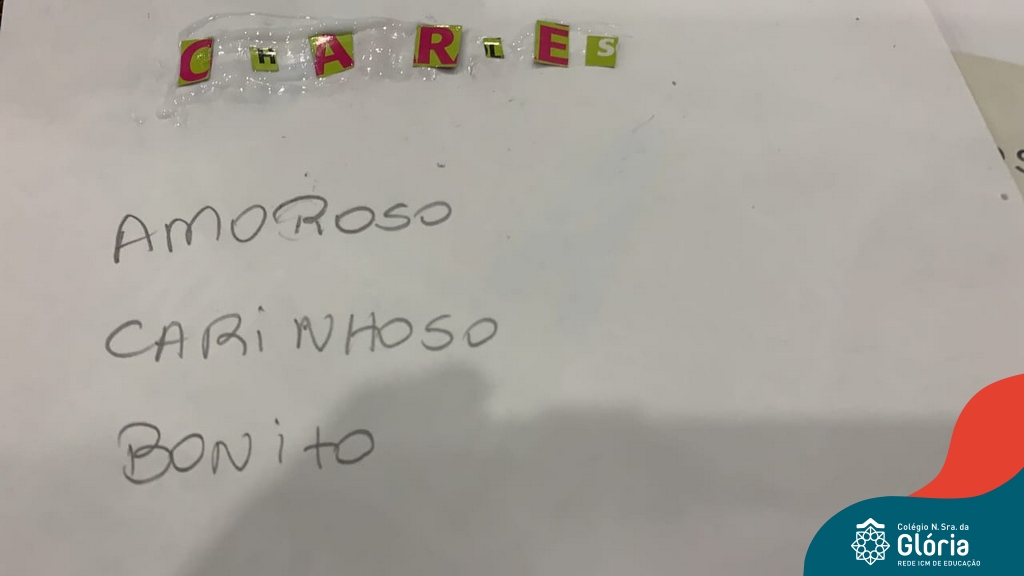 CHARLES
AMOROSO
CARiNHOSO
BONiTO
Colégio N. Sra. da
Glória
REDE ICM DE EDUCAÇÃO